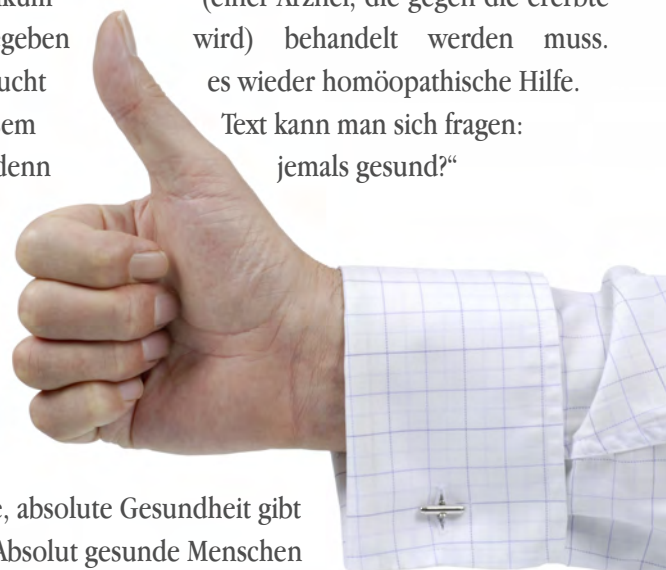 ikum (einer Arznei, die gegen die ererbte
geben wird) behandelt werden muss.
ucht es wieder homöopathische Hilfe.
em Text kann man sich fragen:
denn jemals gesund?“
e, absolute Gesundheit gibt
Absolut gesunde Menschen